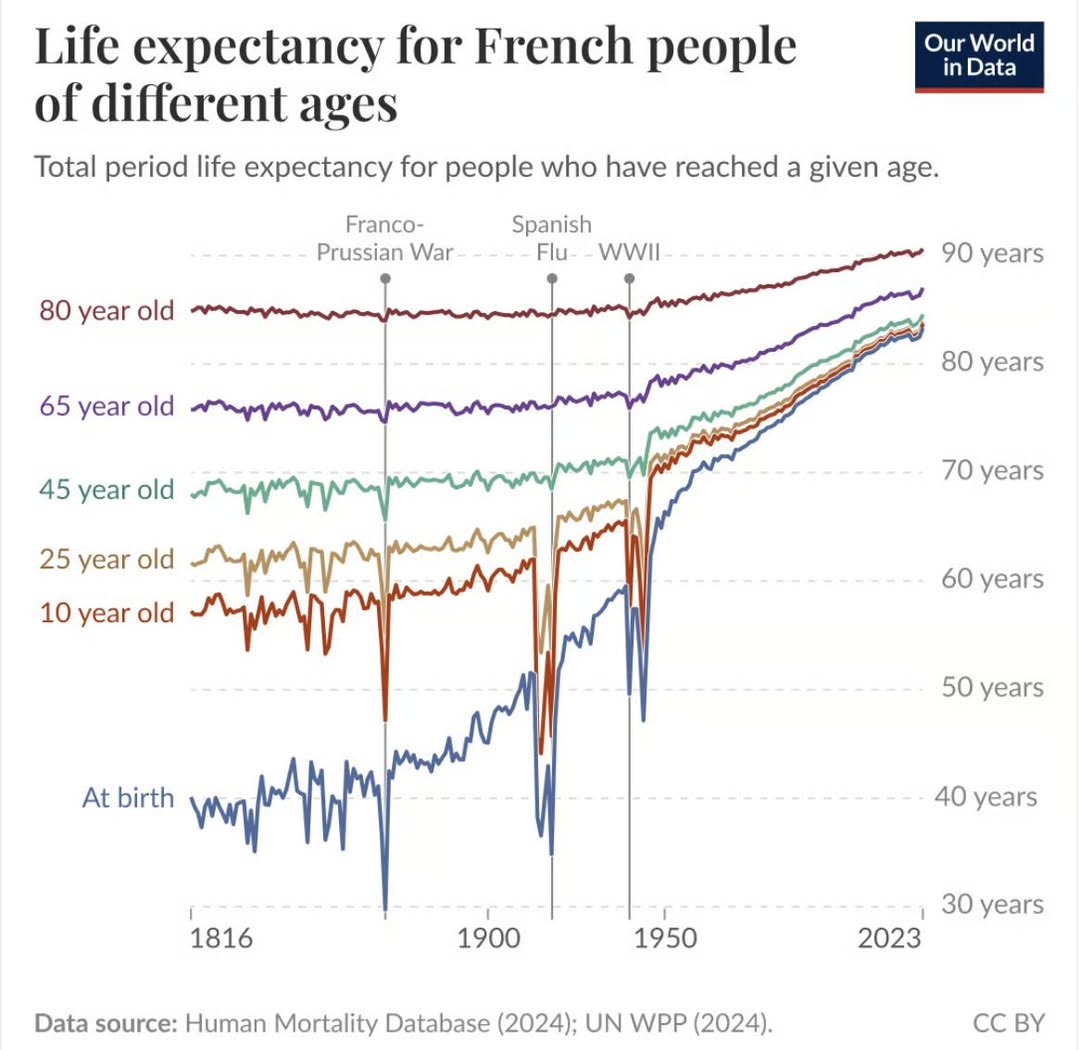 Life expectancy for French people
of different ages
Our World
in Data
Total period life expectancy for people who have reached a given age.
Franco-
Prussian War
Spanish
Flu
WWII
90 years
80 year old
80 years
65 year old
70 years
45 year old
25 year old
60 years
10 year old
50 years
At birth
40 years
30 years
1816
1900
1950
2023
Data source: Human Mortality Database (2024); UN WPP (2024).
CC BY